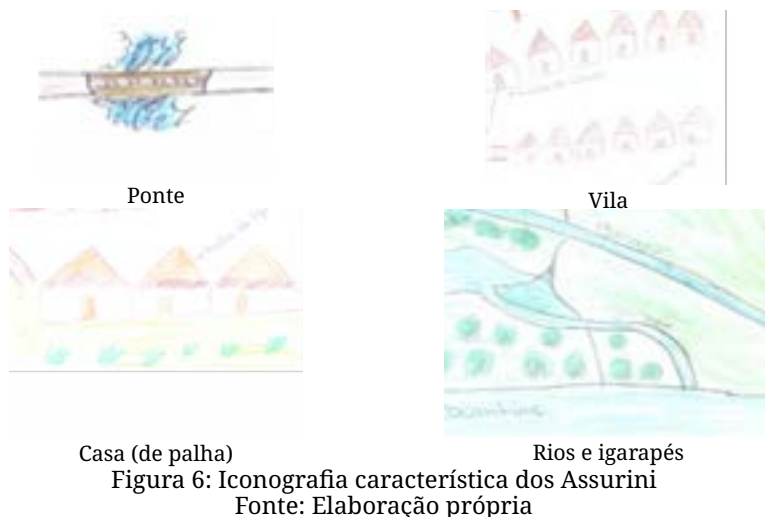 Ponte
Vila
Casa (de palha)
Rios e igarapés
Figura 6: Iconografia característica dos Assurini
Fonte: Elaboração própria